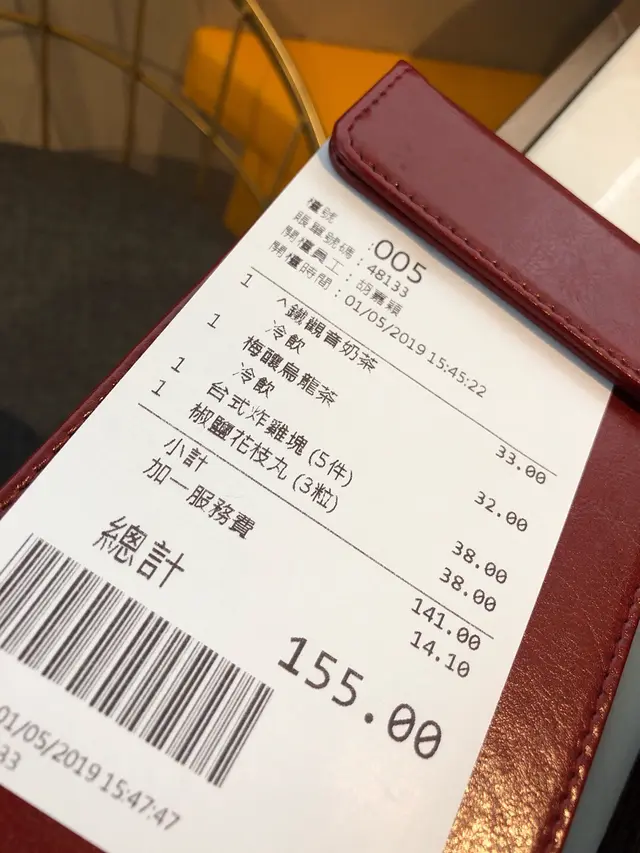 檯號 :005
賬單號碼 : 48133
開檯員工 : 胡嘉穎
開檯時間 : 01/05/2019 15:45:22
1 ^鐵觀音奶茶 33.00
冷飲
1 梅釀烏龍茶 32.00
冷飲
1 台式炸雞塊 (5件) 38.00
1 椒鹽花枝丸 (3粒) 38.00
小計 141.00
加一服務費 14.10
總計 155.00
01/05/2019 15:47:47
33